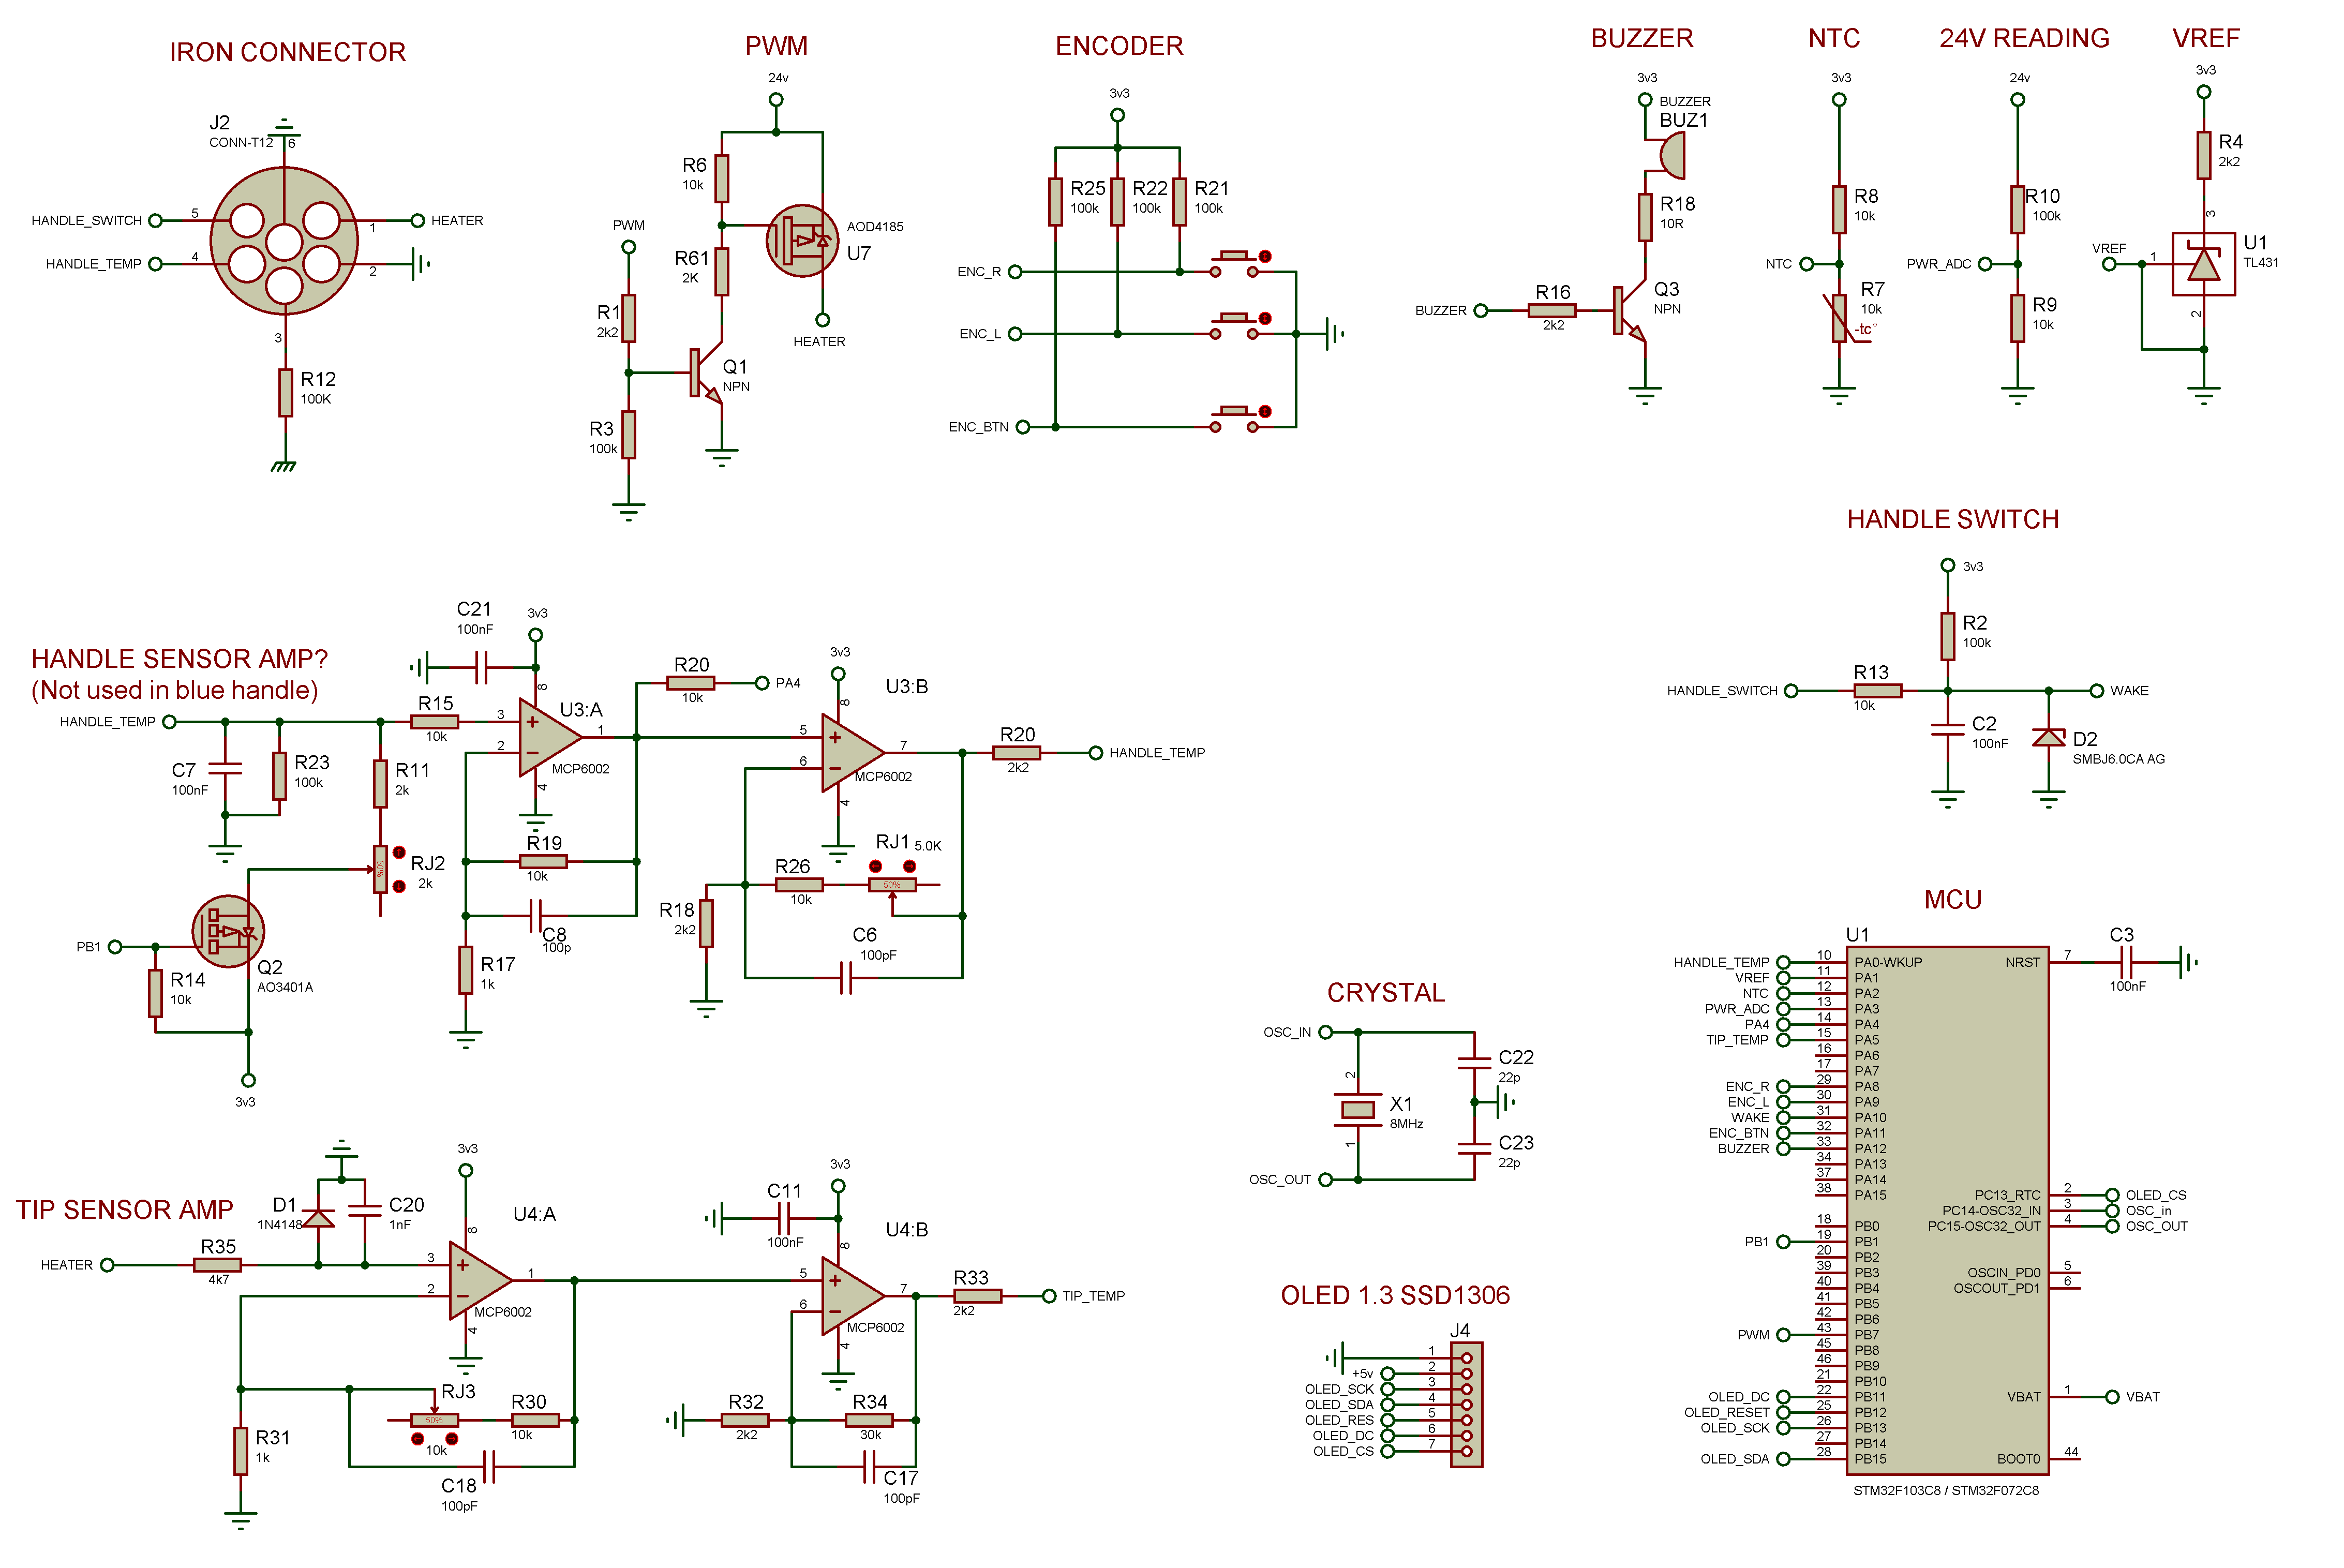 IRON CONNECTOR
J2
CONN-T12
6
HANDLE_SWITCH
5
1
HEATER
HANDLE_TEMP
4
2
3
R12
100K
PWM
24v
R6
10k
AOD4185
U7
PWM
R61
2K
R1
2k2
HEATER
Q1
NPN
R3
100k
ENCODER
3v3
R25
100k
R22
100k
R21
100k
ENC_R
ENC_L
ENC_BTN
BUZZER
3v3
BUZZER
BUZ1
R18
10R
BUZZER
R16
2k2
Q3
NPN
NTC
3v3
R8
10k
NTC
R7
10k
-tc°
24V READING
24v
R10
100k
PWR_ADC
R9
10k
VREF
3v3
R4
2k2
3
VREF
1
U1
TL431
2
HANDLE SWITCH
3v3
R2
100k
R13
HANDLE_SWITCH
10k
WAKE
C2
100nF
D2
SMBJ6.0CA AG
HANDLE SENSOR AMP?
(Not used in blue handle)
HANDLE_TEMP
C7
100nF
R23
100k
R11
2k
RJ2
50%
2k
PB1
R14
10k
Q2
AO3401A
3v3
C21
100nF
3v3
8
R15
10k
3
2
U3:A
1
MCP6002
4
R19
10k
C8
100p
R17
1k
R20
10k
PA4
3v3
8
U3:B
5
6
7
MCP6002
4
R20
2k2
HANDLE_TEMP
RJ1
5.0K
50%
R26
10k
R18
2k2
C6
100pF
TIP SENSOR AMP
D1
1N4148
C20
1nF
HEATER
R35
4k7
3v3
8
U4:A
3
2
1
MCP6002
4
RJ3
50%
10k
R30
10k
R31
1k
C18
100pF
3v3
C11
100nF
8
U4:B
5
6
7
MCP6002
4
R33
2k2
TIP_TEMP
R32
2k2
R34
30k
C17
100pF
CRYSTAL
OSC_IN
C22
22p
2
X1
8MHz
1
C23
22p
OSC_OUT
OLED 1.3 SSD1306
J4
1
+5v
2
OLED_SCK
3
OLED_SDA
4
OLED_RES
5
OLED_DC
6
OLED_CS
7
MCU
U1
HANDLE_TEMP 10 PA0-WKUP
VREF 11 PA1
NTC 12 PA2
PWR_ADC 13 PA3
PA4 14 PA4
TIP_TEMP 15 PA5
16 PA6
17 PA7
ENC_R 29 PA8
ENC_L 30 PA9
WAKE 31 PA10
ENC_BTN 32 PA11
BUZZER 33 PA12
34 PA13
37 PA14
38 PA15
18 PB0
PB1 19 PB1
20 PB2
39 PB3
40 PB4
41 PB5
42 PB6
PWM 43 PB7
45 PB8
46 PB9
21 PB10
OLED_DC 22 PB11
OLED_RESET 25 PB12
OLED_SCK 26 PB13
27 PB14
OLED_SDA 28 PB15
NRST 7
C3
100nF
PC13_RTC 2 OLED_CS
PC14-OSC32_IN 3 OSC_in
PC15-OSC32_OUT 4 OSC_OUT
OSCIN_PD0 5
OSCOUT_PD1 6
VBAT 1 VBAT
BOOT0 44
STM32F103C8 / STM32F072C8